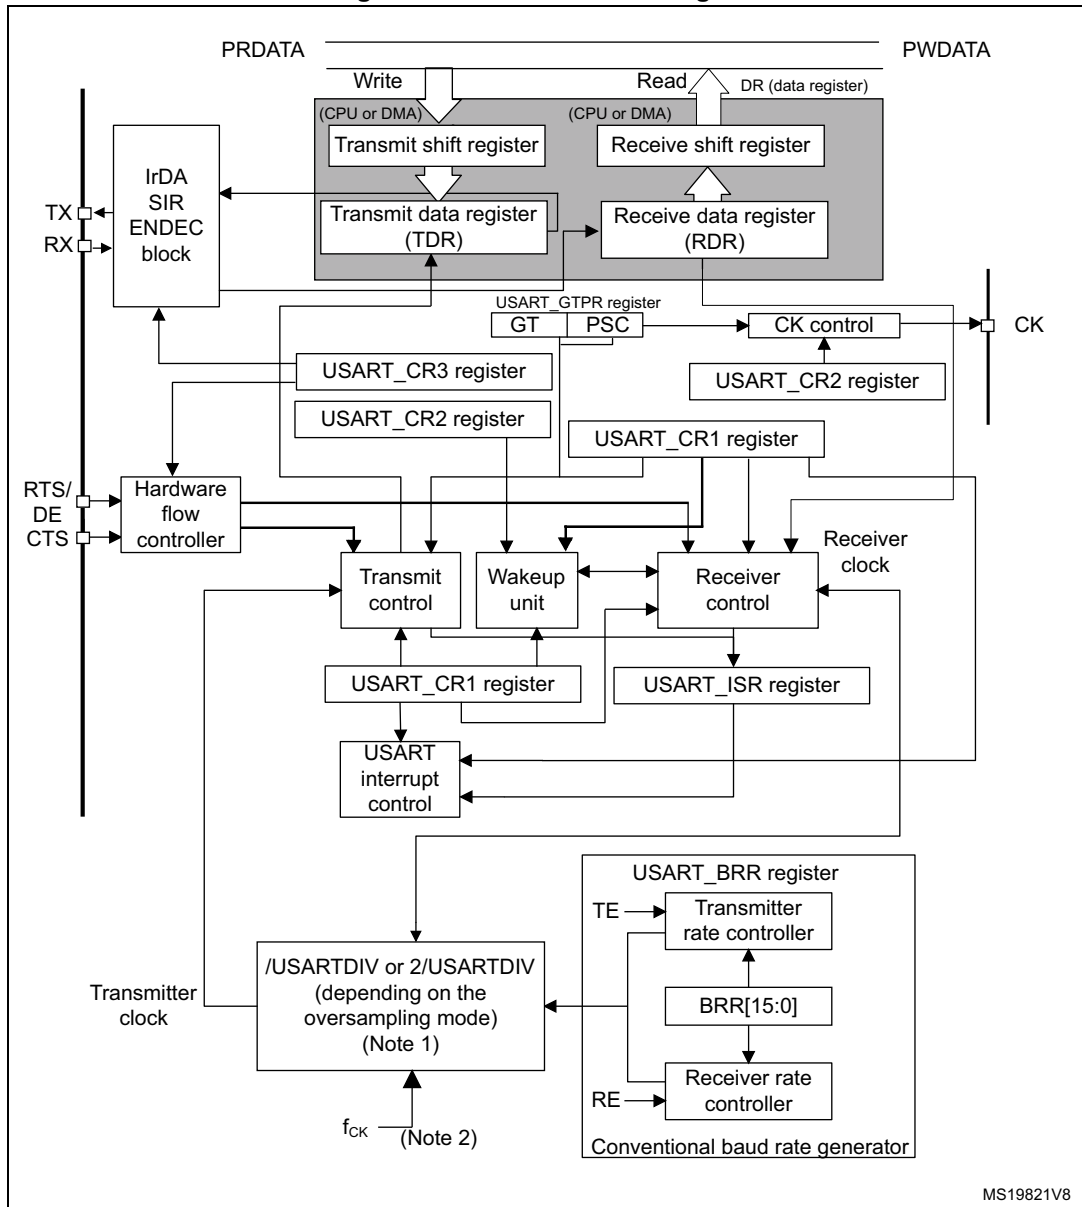 PRDATA
PWDATA
Write
Read
DR (data register)
(CPU or DMA)
(CPU or DMA)
Transmit shift register
Receive shift register
IrDA
SIR
ENDEC
block
TX
RX
Transmit data register
(TDR)
Receive data register
(RDR)
USART_GTPR register
GT
PSC
CK control
CK
USART_CR3 register
USART_CR2 register
USART_CR2 register
USART_CR1 register
RTS/
DE
CTS
Hardware
flow
controller
Receiver
clock
Transmit
control
Wakeup
unit
Receiver
control
USART_CR1 register
USART_ISR register
USART
interrupt
control
USART_BRR register
TE
Transmitter
rate controller
/USARTDIV or 2/USARTDIV
(depending on the
oversampling mode)
(Note 1)
Transmitter
clock
BRR[15:0]
Receiver rate
controller
RE
fCK
(Note 2)
Conventional baud rate generator
MS19821V8